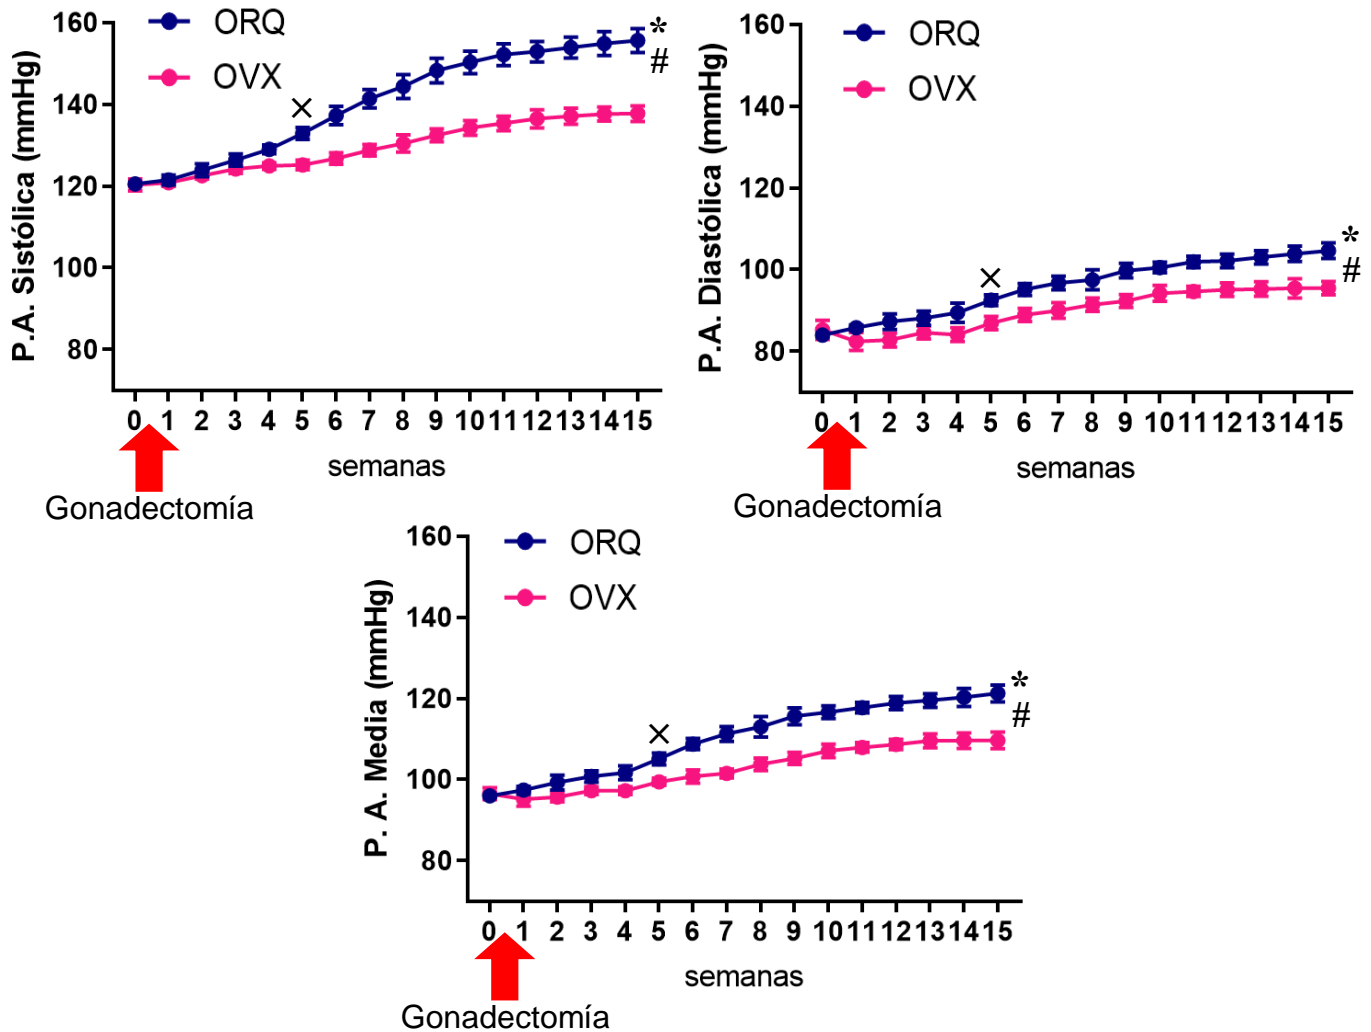 P.A. Sistólica (mmHg)
160
140
120
100
80
ORQ
OVX
×
*
#
0 1 2 3 4 5 6 7 8 9 10 11 12 13 14 15
semanas
Gonadectomía
P.A. Diastólica (mmHg)
160
140
120
100
80
ORQ
OVX
×
*
#
0 1 2 3 4 5 6 7 8 9 10 11 12 13 14 15
semanas
Gonadectomía
P. A. Media (mmHg)
160
140
120
100
80
ORQ
OVX
×
*
#
0 1 2 3 4 5 6 7 8 9 10 11 12 13 14 15
semanas
Gonadectomía